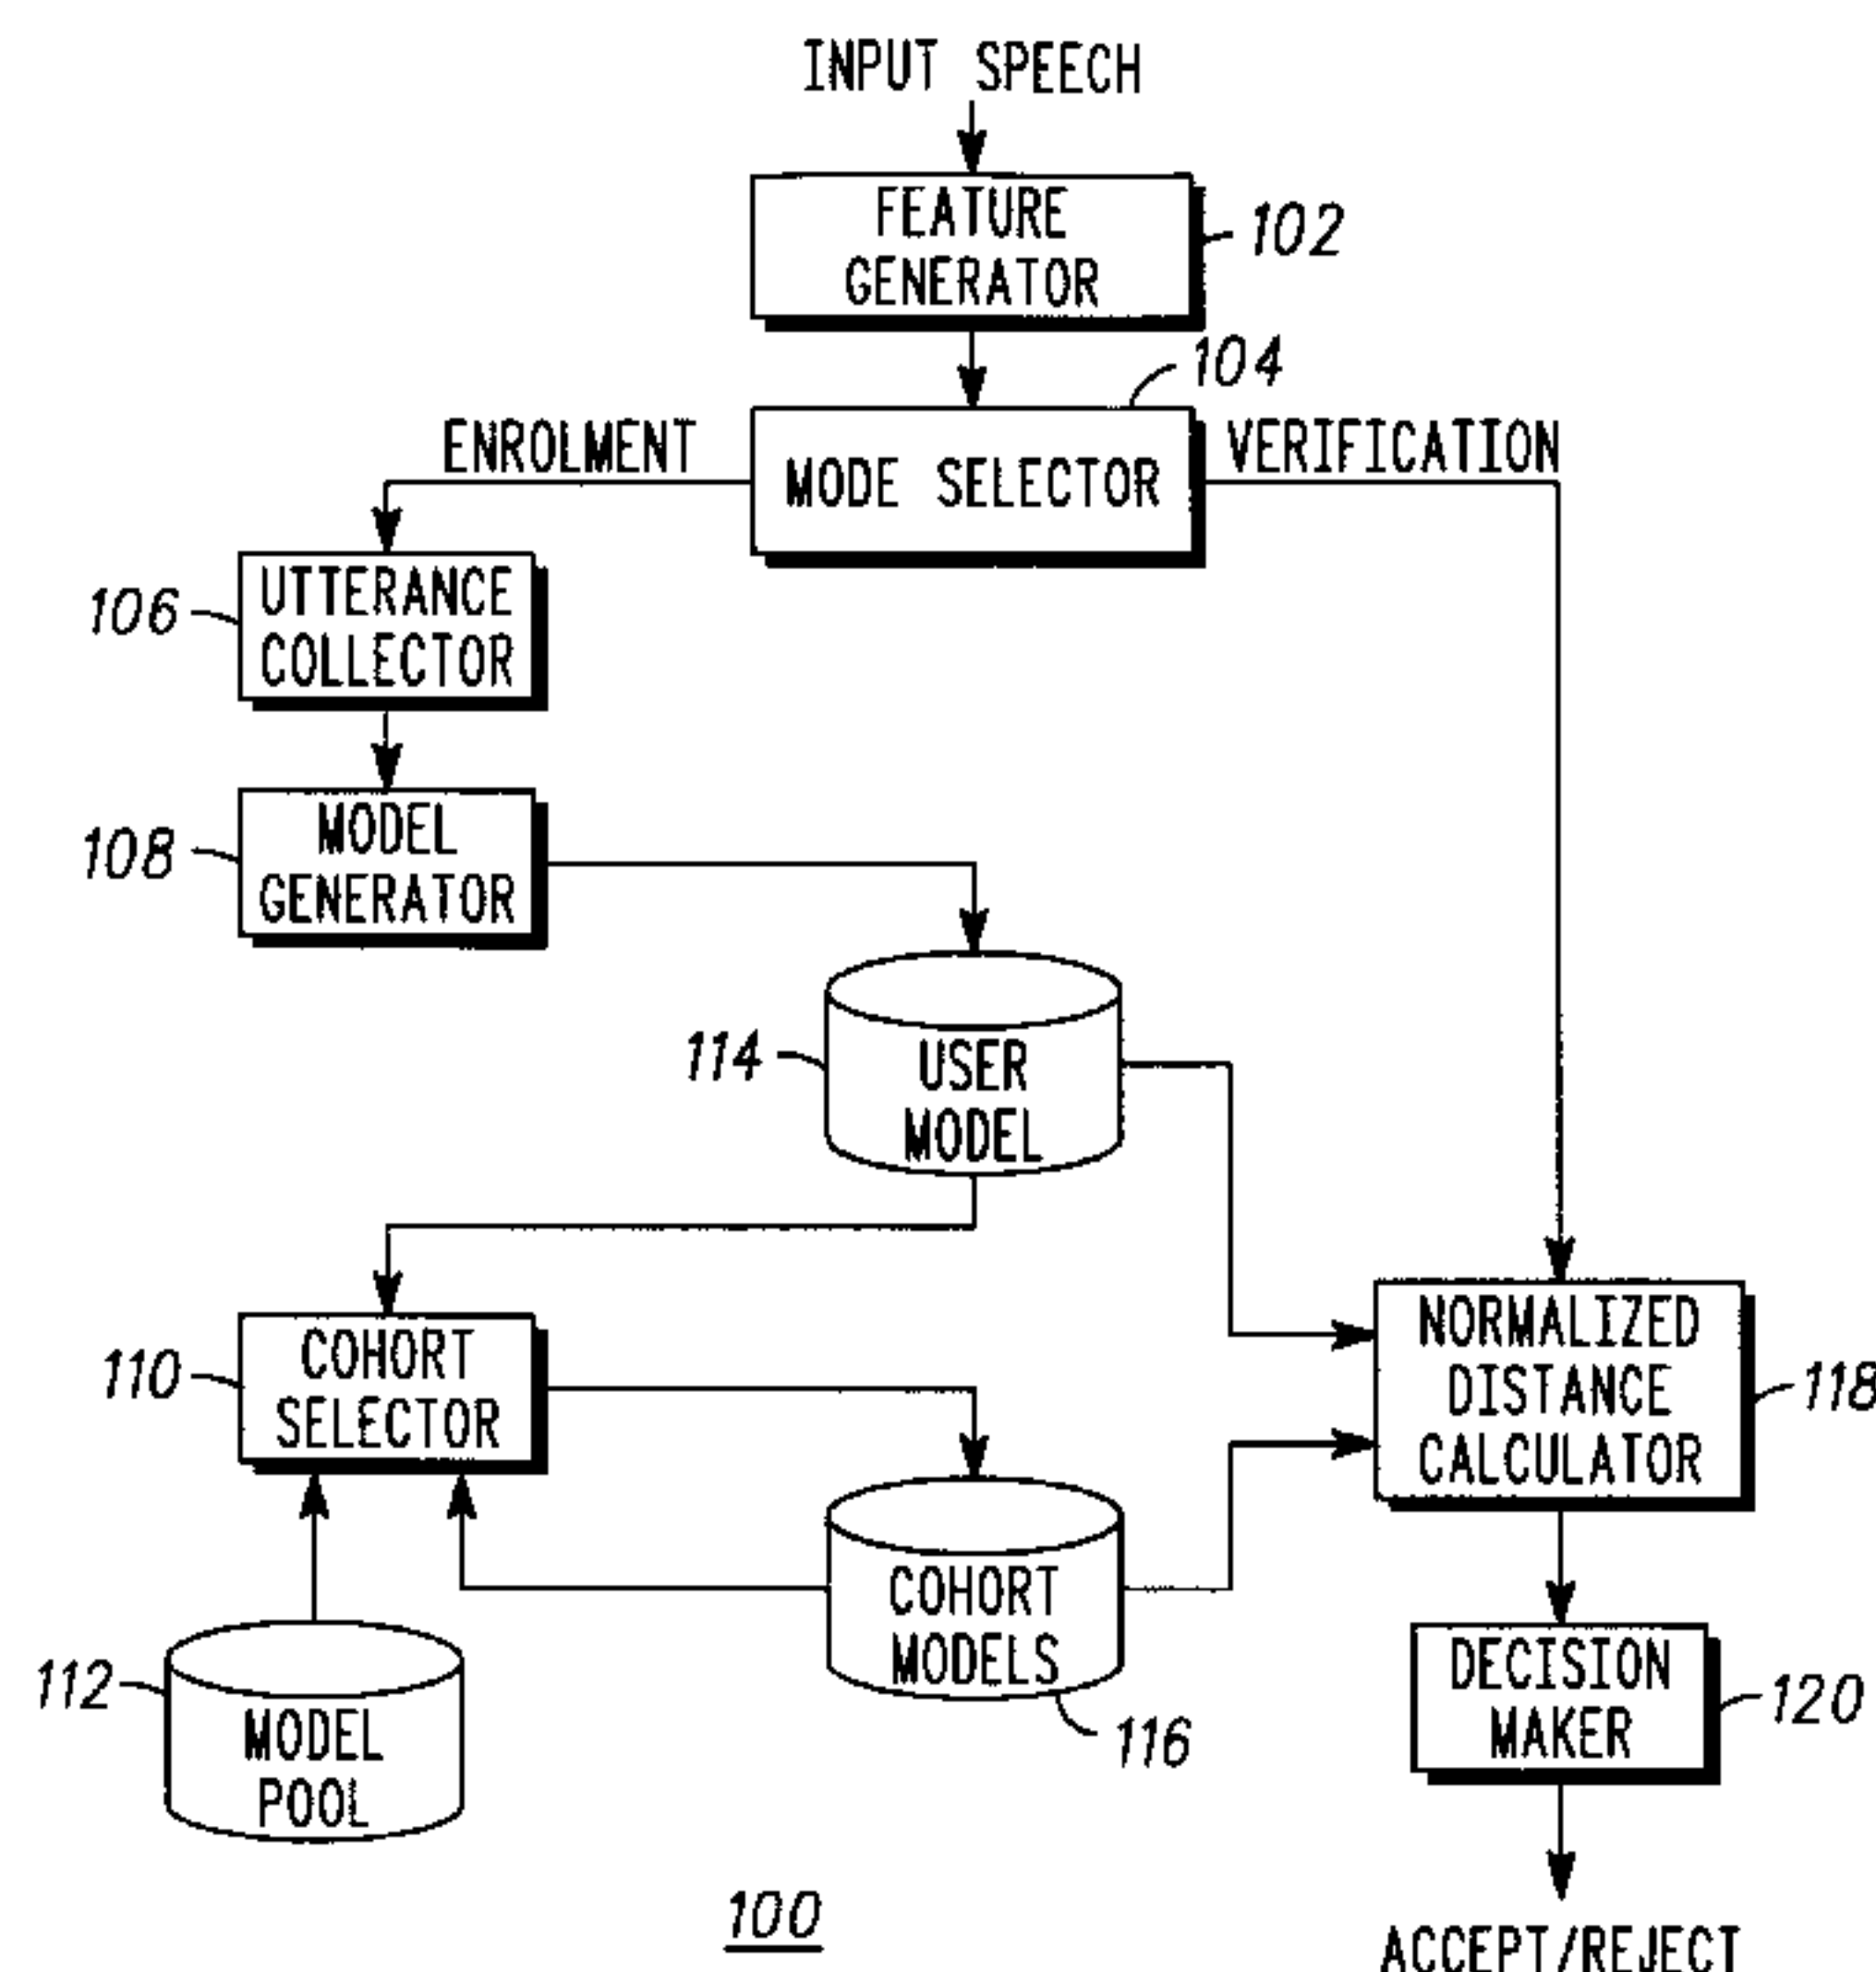 INPUT SPEECH
FEATURE
GENERATOR
102
104
ENROLMENT
MODE SELECTOR
VERIFICATION
106
UTTERANCE
COLLECTOR
108
MODEL
GENERATOR
114
USER
MODEL
110
COHORT
SELECTOR
NORMALIZED
DISTANCE
CALCULATOR
118
COHORT
MODELS
116
112
MODEL
POOL
DECISION
MAKER
120
100
ACCEPT/REJECT